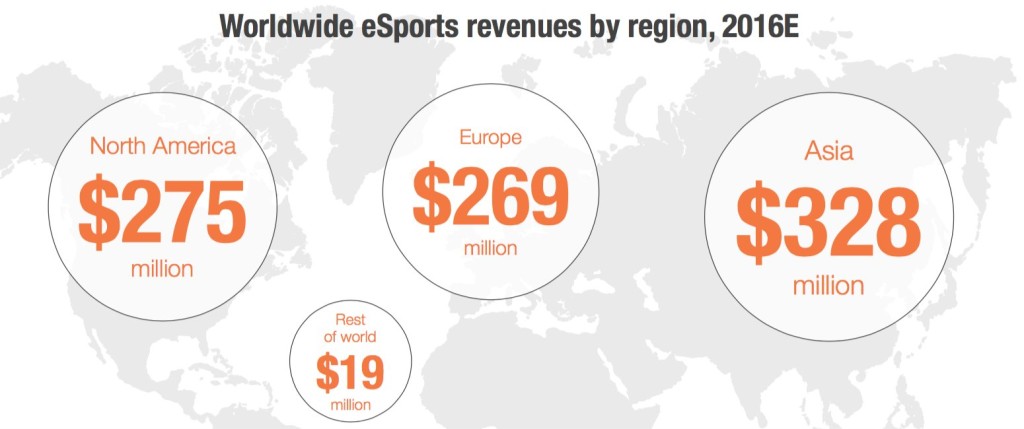 Worldwide eSports revenues by region, 2016E
North America
$275
million
Europe
$269
million
Asia
$328
million
Rest
of world
$19
million